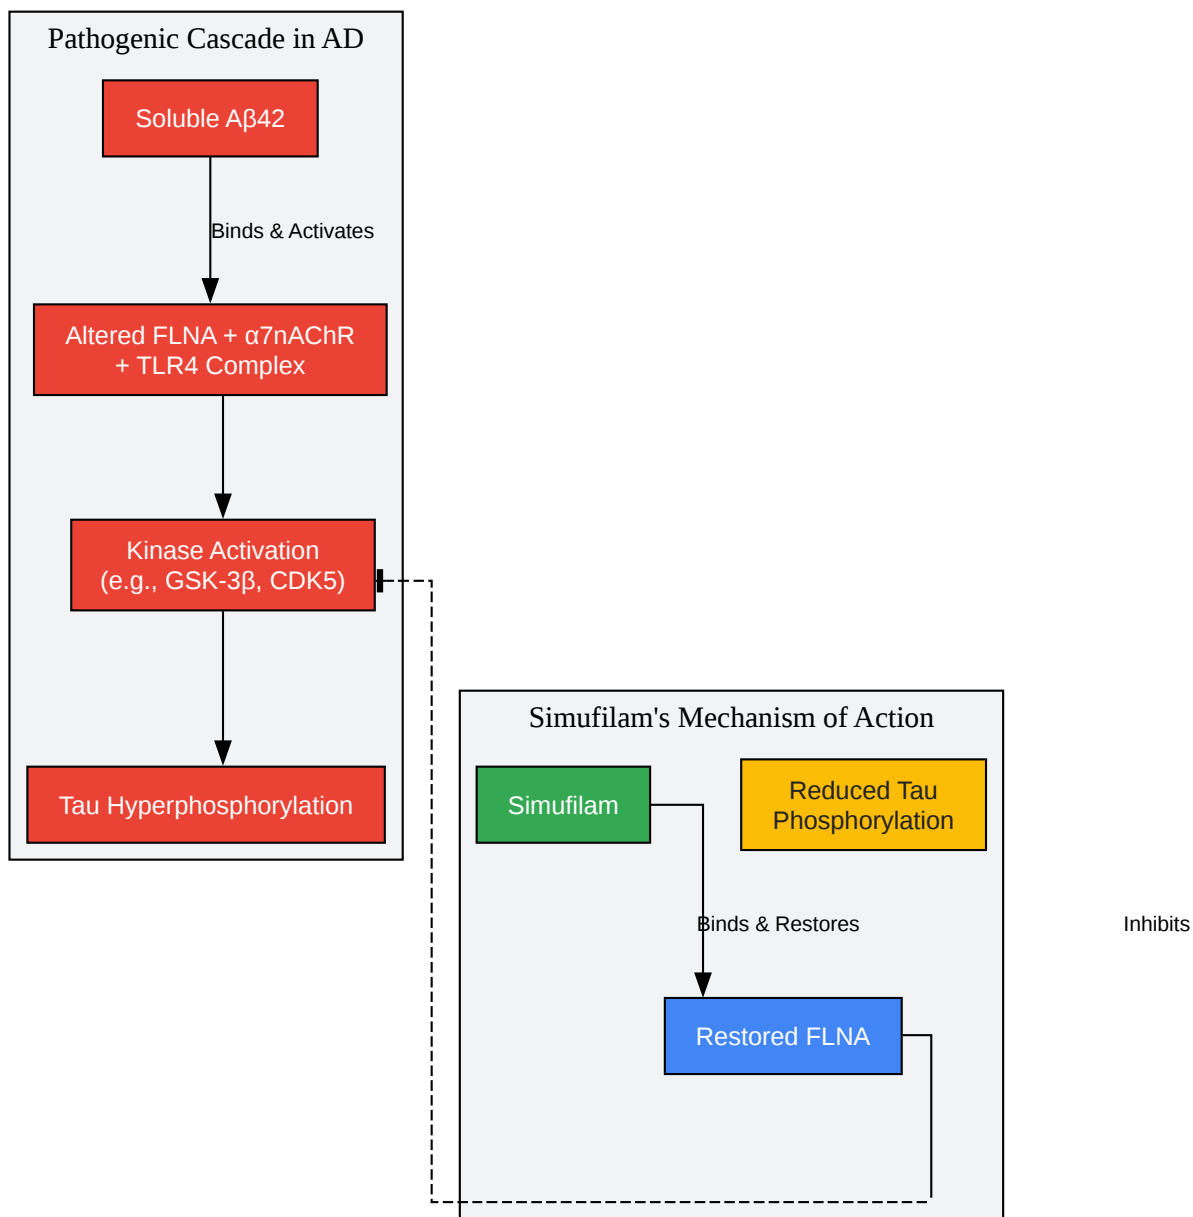 Pathogenic Cascade in AD
Soluble Aβ42
Binds & Activates
Altered FLNA + α7nAChR
+ TLR4 Complex
Kinase Activation
(e.g., GSK-3β, CDK5)
Tau Hyperphosphorylation
Simufilam's Mechanism of Action
Simufilam
Reduced Tau
Phosphorylation
Binds & Restores
Inhibits
Restored FLNA